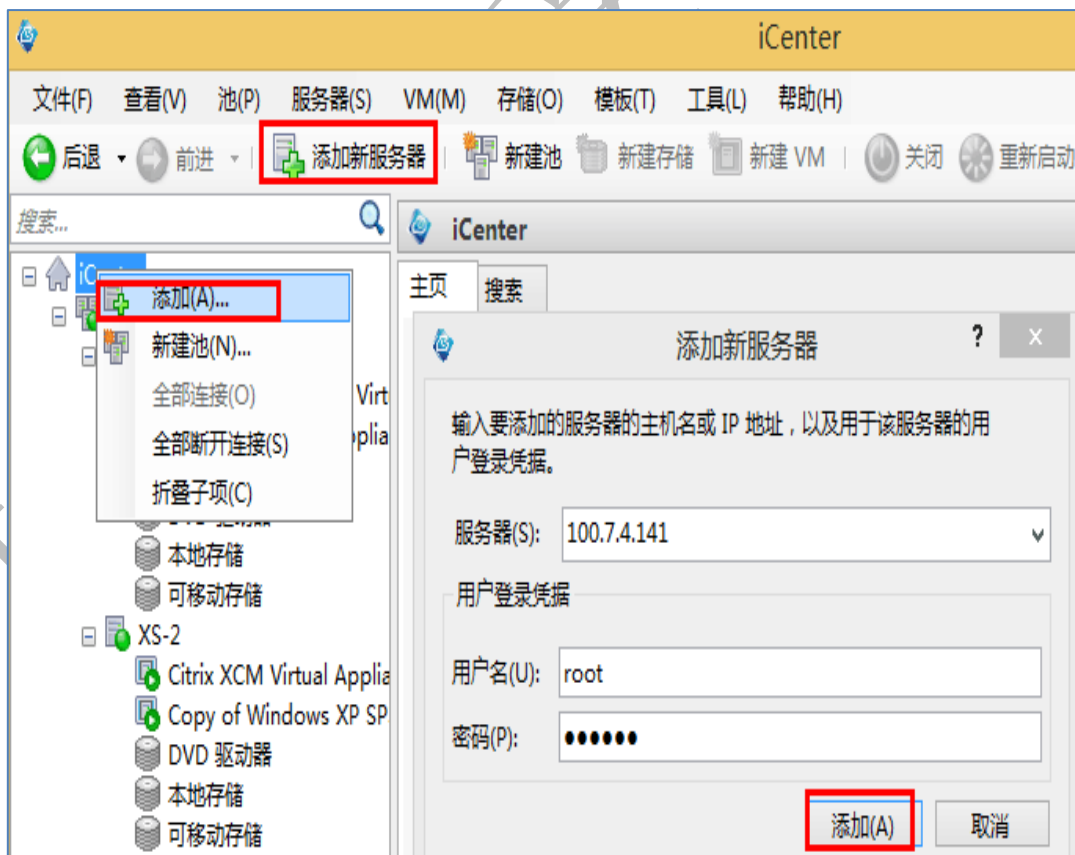 iCenter
文件(F) 查看(V) 池(P) 服务器(S) VM(M) 存储(O) 模板(T) 工具(L) 帮助(H)
后退 前进 添加新服务器 新建池 新建存储 新建 VM 关闭 重新启动
搜索...
iCenter
主页 搜索
添加(A)...
新建池(N)...
全部连接(O)
全部断开连接(S)
折叠子项(C)
本地存储
可移动存储
XS-2
Citrix XCM Virtual Applia
Copy of Windows XP SP
DVD 驱动器
本地存储
可移动存储
添加新服务器 ? x
输入要添加的服务器的主机名或 IP 地址，以及用于该服务器的用
户登录凭据。
服务器(S): 100.7.4.141
用户登录凭据
用户名(U): root
密码(P): ●●●●●●
添加(A) 取消